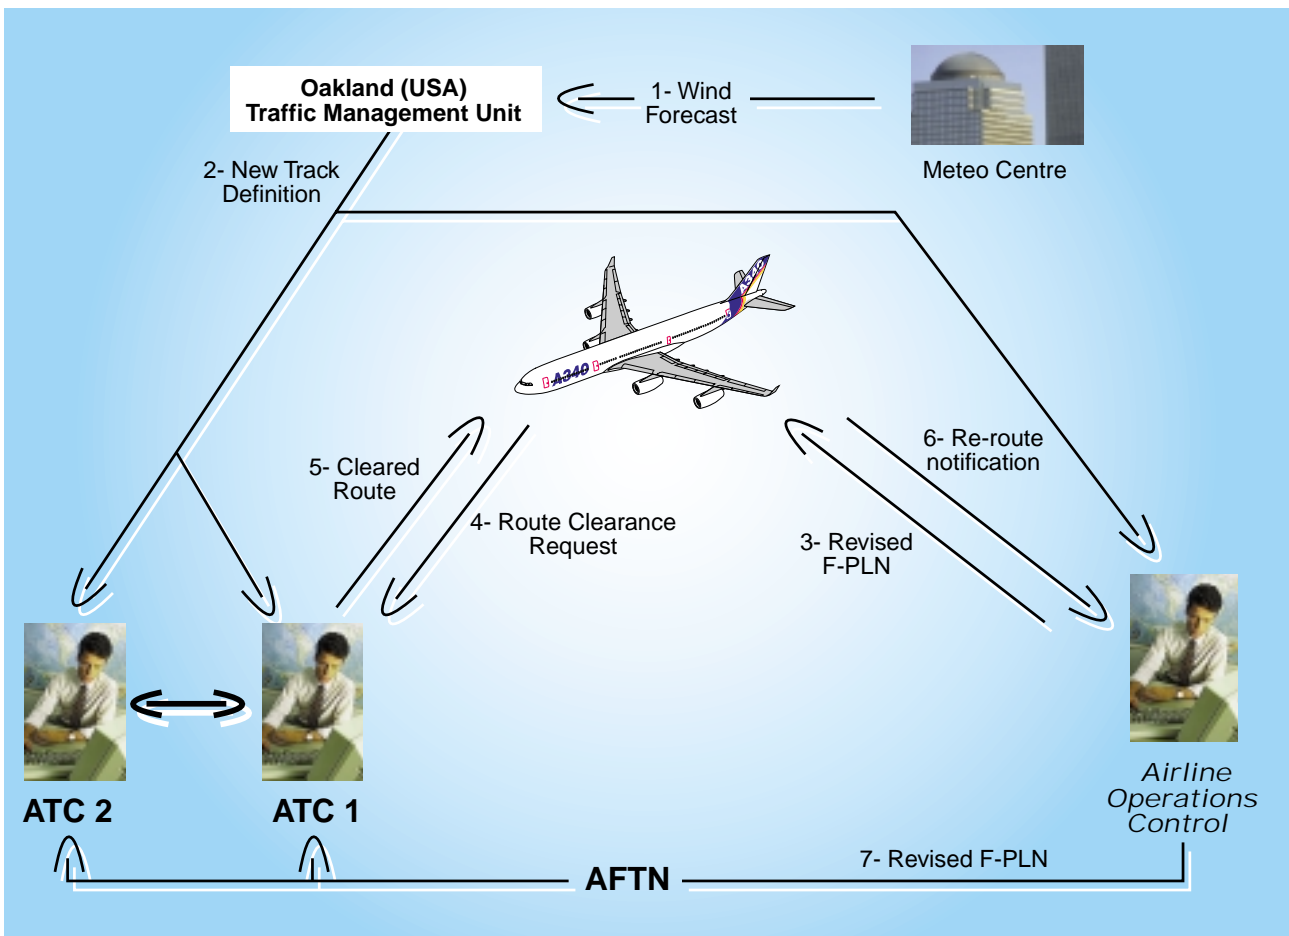 Oakland (USA)
Traffic Management Unit
1- Wind
Forecast
Meteo Centre
2- New Track
Definition
A340
5- Cleared
Route
4- Route Clearance
Request
6- Re-route
notification
3- Revised
F-PLN
ATC 2
ATC 1
Airline
Operations
Control
7- Revised F-PLN
AFTN